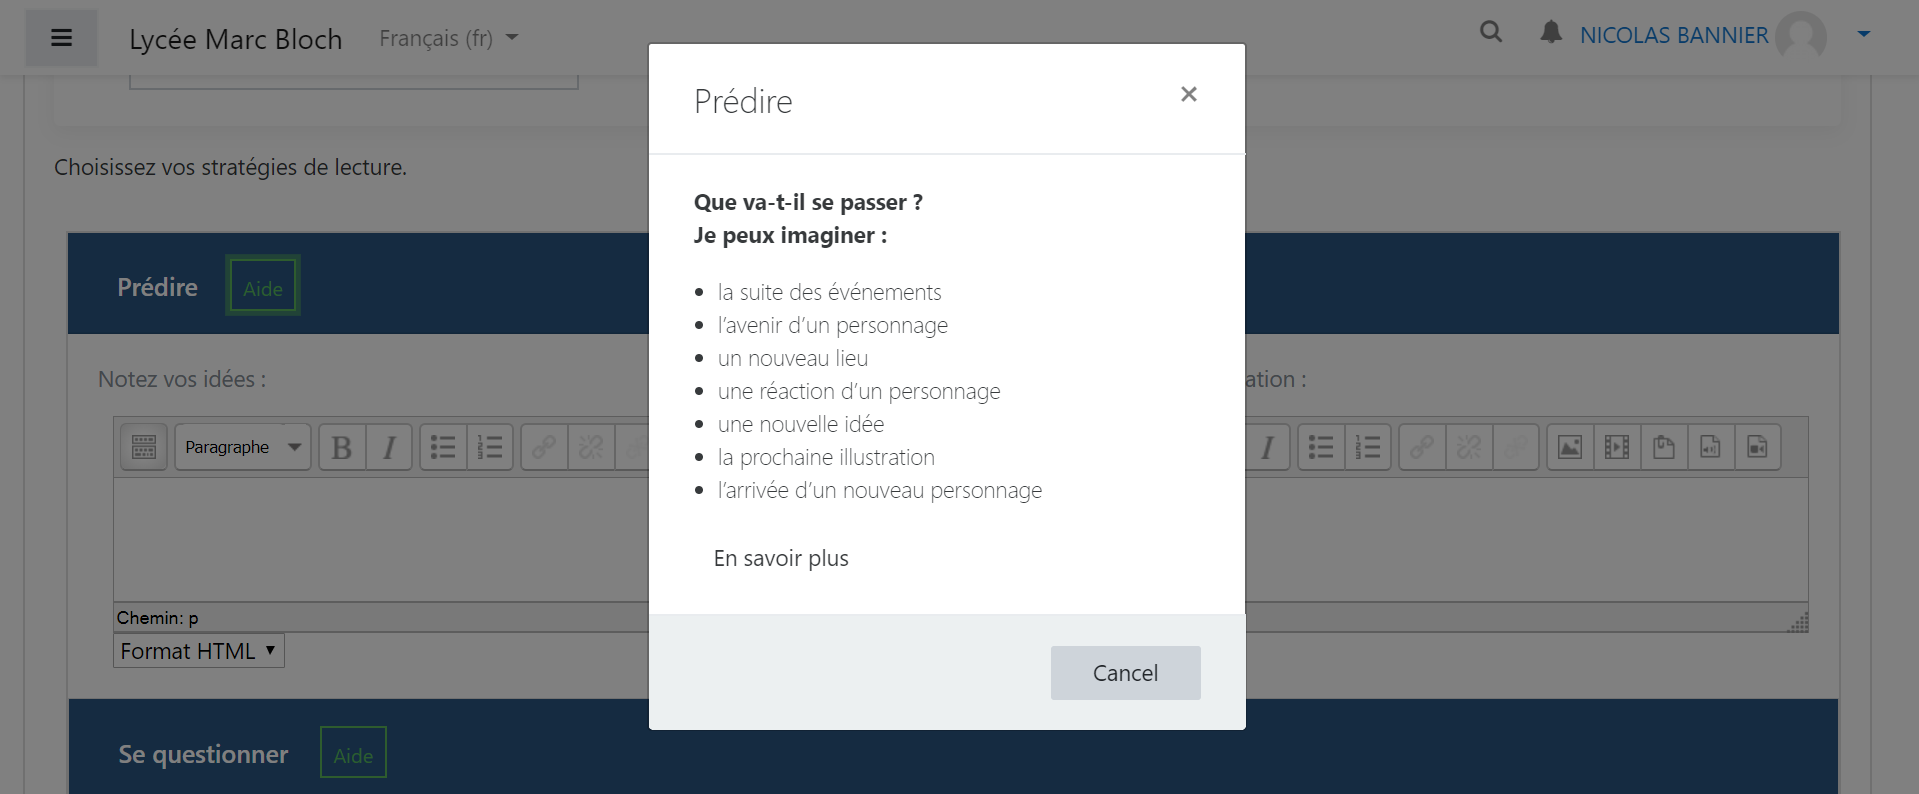 Lycée Marc Bloch
Français (fr)
NICOLAS BANNIER
Choisissez vos stratégies de lecture.
Prédire
Aide
Notez vos idées :
ation :
Paragraphe
B
I
I
Chemin: p
Format HTML
Se questionner
Aide
Prédire
×
Que va-t-il se passer ?
Je peux imaginer :
• la suite des événements
• l’avenir d’un personnage
• un nouveau lieu
• une réaction d’un personnage
• une nouvelle idée
• la prochaine illustration
• l’arrivée d’un nouveau personnage
En savoir plus
Cancel